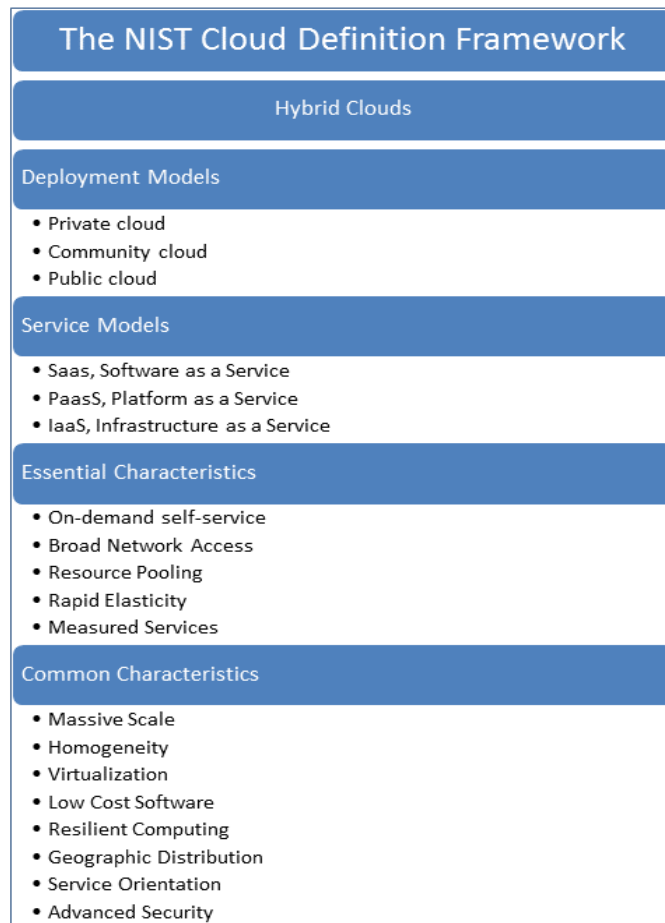 The NIST Cloud Definition Framework
Hybrid Clouds
Deployment Models
• Private cloud
• Community cloud
• Public cloud
Service Models
• Saas, Software as a Service
• PaasS, Platform as a Service
• IaaS, Infrastructure as a Service
Essential Characteristics
• On-demand self-service
• Broad Network Access
• Resource Pooling
• Rapid Elasticity
• Measured Services
Common Characteristics
• Massive Scale
• Homogeneity
• Virtualization
• Low Cost Software
• Resilient Computing
• Geographic Distribution
• Service Orientation
• Advanced Security